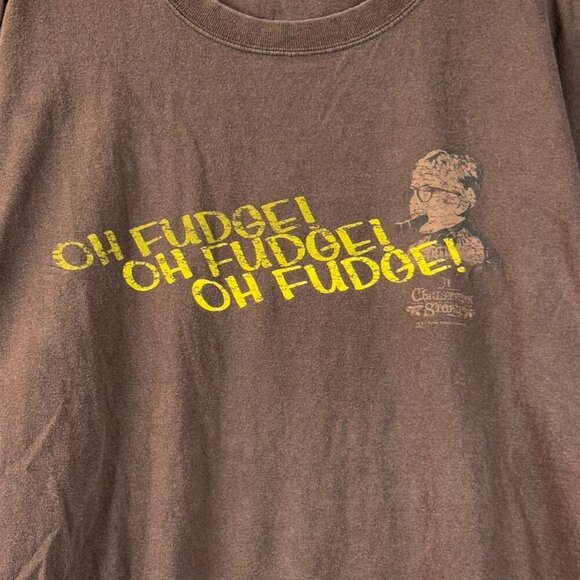 OH FUDGE!
OH FUDGE!
OH FUDGE!
A
CHRISTMAS
STORY